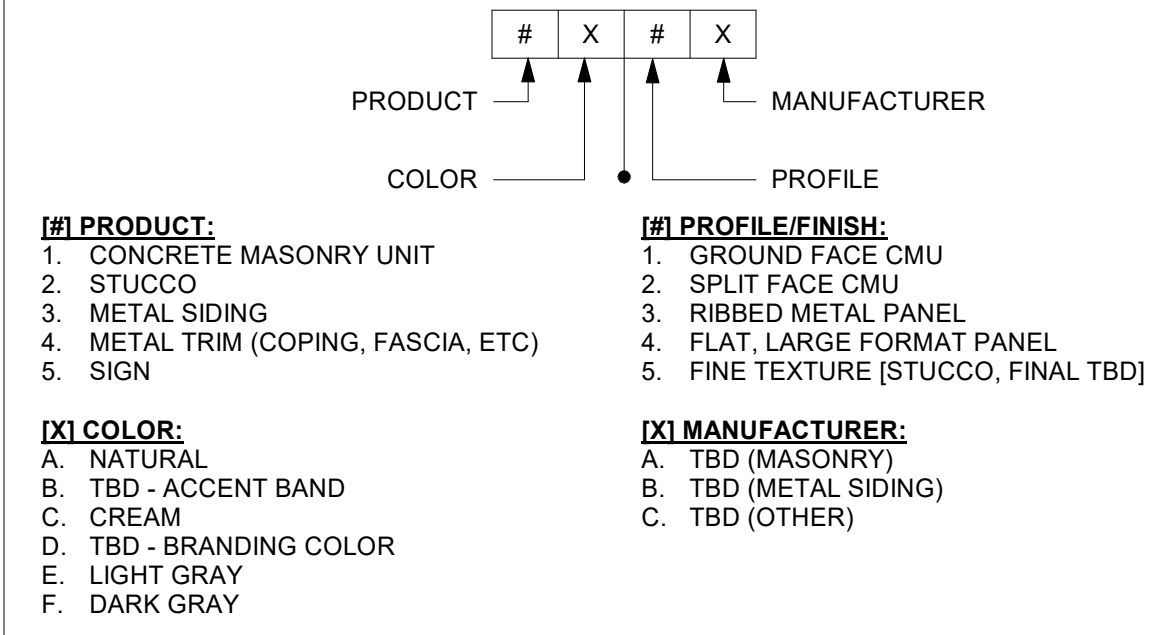 # X # X
PRODUCT MANUFACTURER
COLOR PROFILE
[#] PRODUCT:
1. CONCRETE MASONRY UNIT
2. STUCCO
3. METAL SIDING
4. METAL TRIM (COPING, FASCIA, ETC)
5. SIGN
[X] COLOR:
A. NATURAL
B. TBD - ACCENT BAND
C. CREAM
D. TBD - BRANDING COLOR
E. LIGHT GRAY
F. DARK GRAY
[#] PROFILE/FINISH:
1. GROUND FACE CMU
2. SPLIT FACE CMU
3. RIBBED METAL PANEL
4. FLAT, LARGE FORMAT PANEL
5. FINE TEXTURE [STUCCO, FINAL TBD]
[X] MANUFACTURER:
A. TBD (MASONRY)
B. TBD (METAL SIDING)
C. TBD (OTHER)